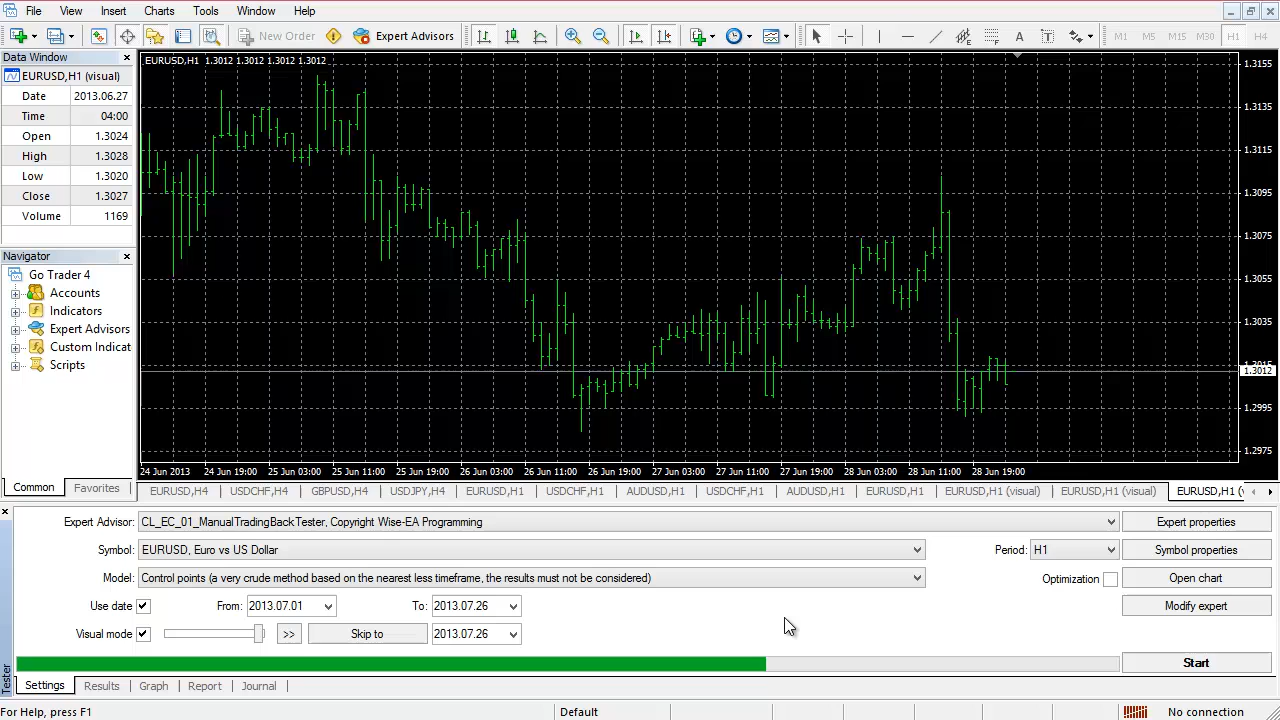 File View Insert Charts Tools Window Help
New Order Expert Advisors A T M1 M5 M15 M30 H1 H4
Data Window
EURUSD,H1 (visual)
Date 2013.06.27
Time 04:00
Open 1.3024
High 1.3028
Low 1.3020
Close 1.3027
Volume 1169
Navigator
Go Trader 4
Accounts
Indicators
Expert Advisors
Custom Indicat
Scripts
Common Favorites
EURUSD,H1 1.3012 1.3012 1.3012 1.3012
1.3155
1.3135
1.3115
1.3095
1.3075
1.3055
1.3035
1.3012
1.2995
1.2975
24 Jun 2013 24 Jun 19:00 25 Jun 03:00 25 Jun 11:00 25 Jun 19:00 26 Jun 03:00 26 Jun 11:00 26 Jun 19:00 27 Jun 03:00 27 Jun 11:00 27 Jun 19:00 28 Jun 03:00 28 Jun 11:00 28 Jun 19:00
EURUSD,H4 USDCHF,H4 GBPUSD,H4 USDJPY,H4 EURUSD,H1 USDCHF,H1 AUDUSD,H1 USDCHF,H1 AUDUSD,H1 EURUSD,H1 EURUSD,H1 (visual) EURUSD,H1 (visual) EURUSD,H1 (v
Expert Advisor: CL_EC_01_ManualTradingBackTester, Copyright Wise-EA Programming Expert properties
Symbol: EURUSD, Euro vs US Dollar Period: H1 Symbol properties
Model: Control points (a very crude method based on the nearest less timeframe, the results must not be considered) Optimization Open chart
Use date From: 2013.07.01 To: 2013.07.26 Modify expert
Visual mode >> Skip to 2013.07.26
Start
Tester
Settings Results Graph Report Journal
For Help, press F1 Default No connection